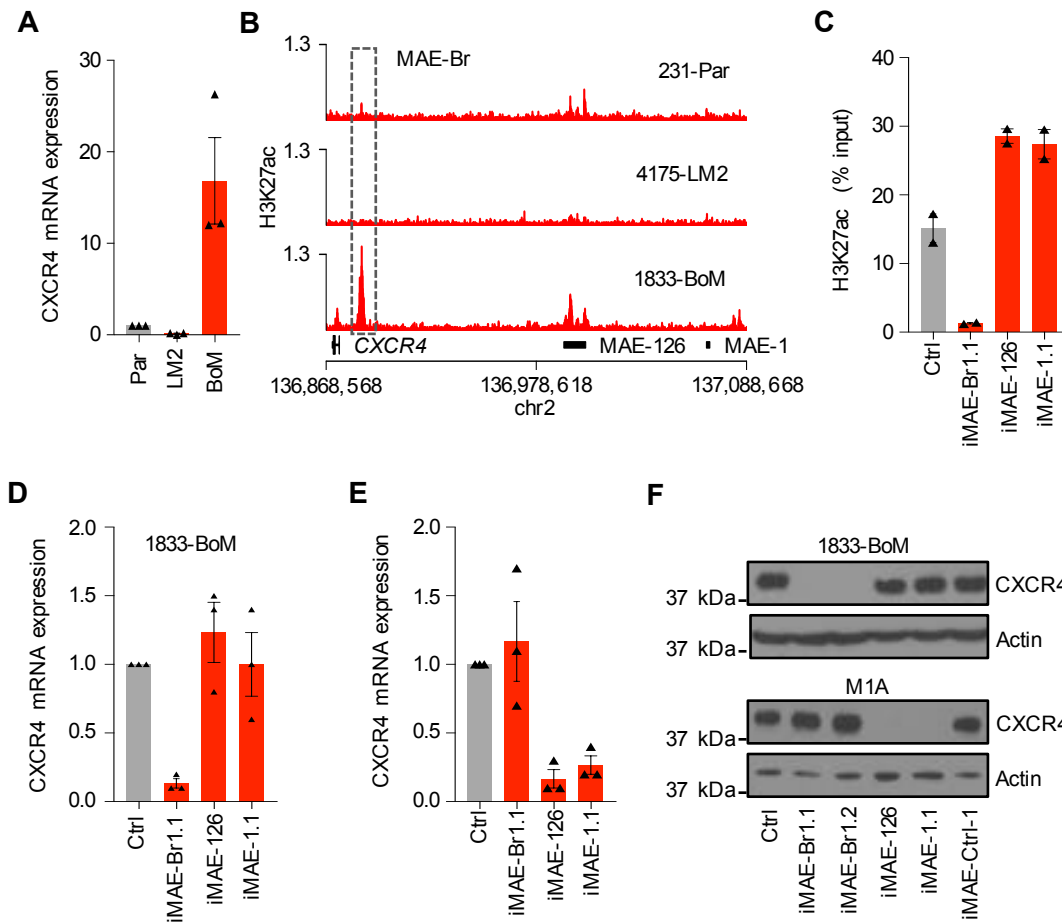 A
CXCR4 mRNA expression
30
20
10
0
Par
LM2
BoM
B
H3K27ac
1.3
1.3
1.3
MAE-Br
231-Par
4175-LM2
1833-BoM
CXCR4
MAE-126
MAE-1
136,868,568
136,978,618
137,088,668
chr2
C
H3K27ac (% input)
40
30
20
10
0
Ctrl
iMAE-Br1.1
iMAE-126
iMAE-1.1
D
CXCR4 mRNA expression
2.0
1.5
1.0
0.5
0.0
1833-BoM
Ctrl
iMAE-Br1.1
iMAE-126
iMAE-1.1
E
CXCR4 mRNA expression
2.0
1.5
1.0
0.5
0.0
Ctrl
iMAE-Br1.1
iMAE-126
iMAE-1.1
F
1833-BoM
37 kDa
CXCR4
37 kDa
Actin
M1A
37 kDa
CXCR4
37 kDa
Actin
Ctrl
iMAE-Br1.1
iMAE-Br1.2
iMAE-126
iMAE-1.1
iMAE-Ctrl-1